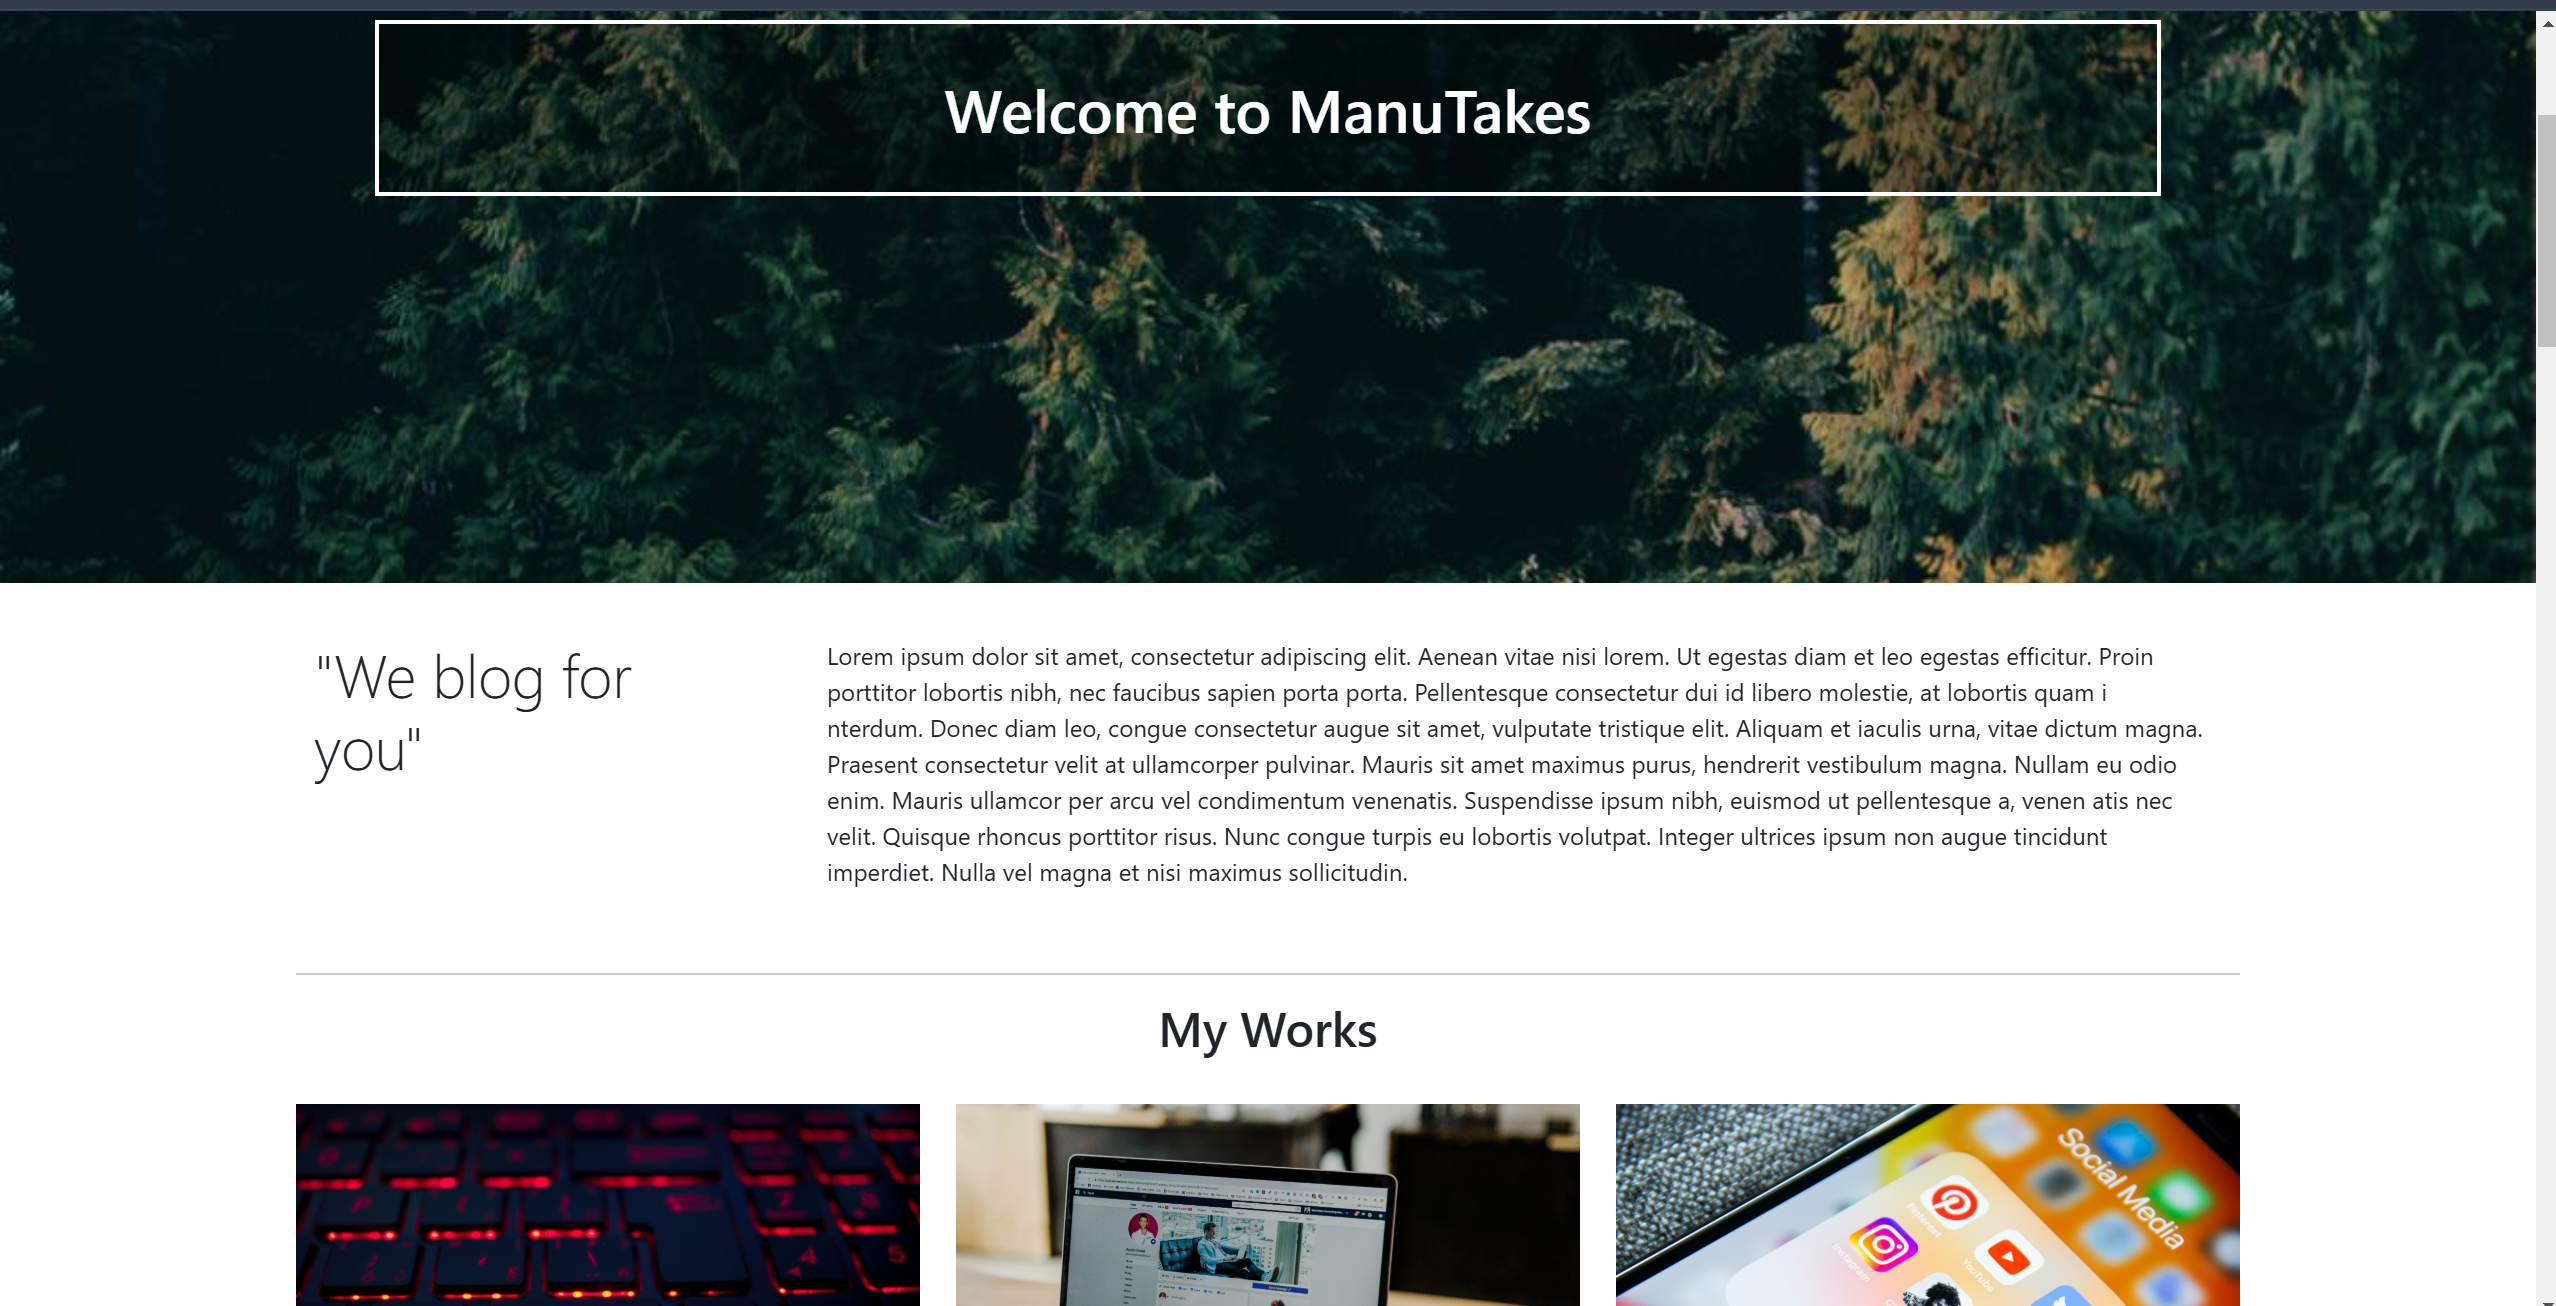 Welcome to ManuTakes
"We blog for
you"
Lorem ipsum dolor sit amet, consectetur adipiscing elit. Aenean vitae nisi lorem. Ut egestas diam et leo egestas efficitur. Proin
porttitor lobortis nibh, nec faucibus sapien porta porta. Pellentesque consectetur dui id libero molestie, at lobortis quam i
nterdum. Donec diam leo, congue consectetur augue sit amet, vulputate tristique elit. Aliquam et iaculis urna, vitae dictum magna.
Praesent consectetur velit at ullamcorper pulvinar. Mauris sit amet maximus purus, hendrerit vestibulum magna. Nullam eu odio
enim. Mauris ullamcor per arcu vel condimentum venenatis. Suspendisse ipsum nibh, euismod ut pellentesque a, venen atis nec
velit. Quisque rhoncus porttitor risus. Nunc congue turpis eu lobortis volutpat. Integer ultrices ipsum non augue tincidunt
imperdiet. Nulla vel magna et nisi maximus sollicitudin.
My Works
P
7
4
5
Social Media
Pinterest
Instagram
YouTube